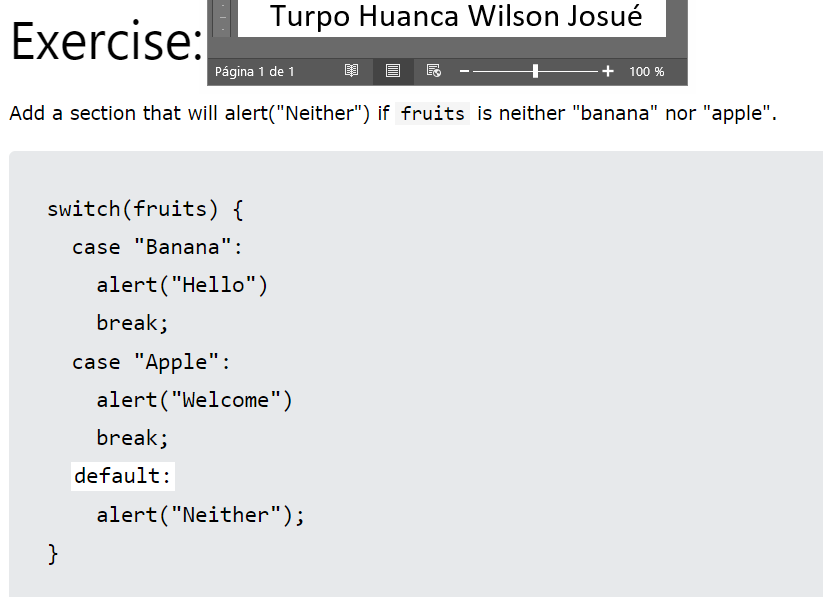 Turpo Huanca Wilson Josué
Exercise:
Página 1 de 1
100 %
Add a section that will alert("Neither") if fruits is neither "banana" nor "apple".
switch(fruits) {
  case "Banana":
    alert("Hello")
    break;
  case "Apple":
    alert("Welcome")
    break;
  default:
    alert("Neither");
}